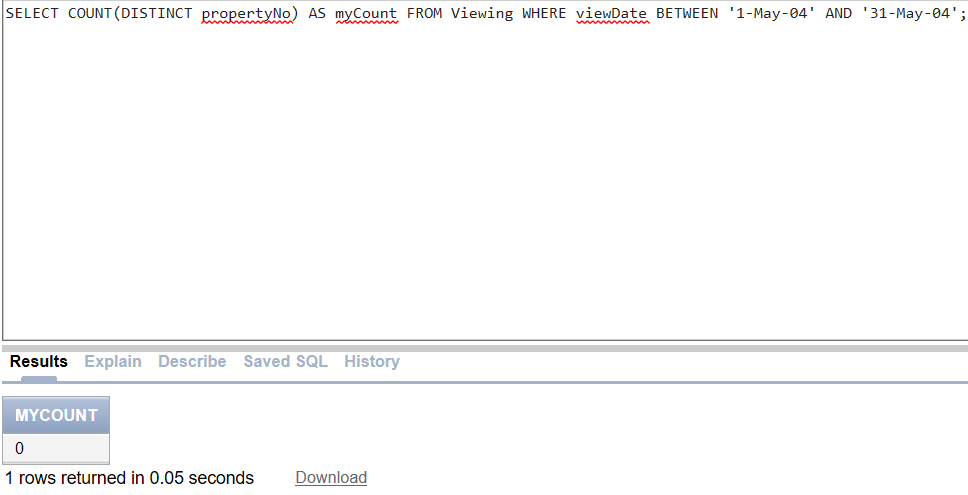 SELECT COUNT(DISTINCT propertyNo) AS myCount FROM Viewing WHERE viewDate BETWEEN '1-May-04' AND '31-May-04';
Results Explain Describe Saved SQL History
MYCOUNT
0
1 rows returned in 0.05 seconds Download